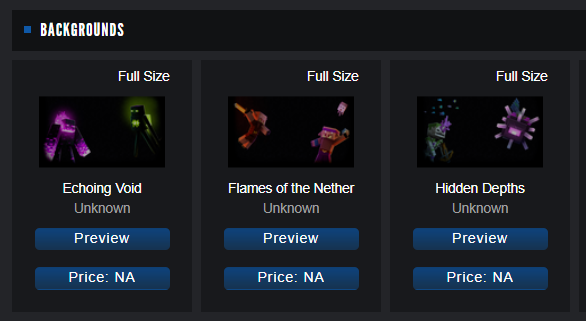 BACKGROUNDS
Full Size
Echoing Void
Unknown
Preview
Price: NA
Full Size
Flames of the Nether
Unknown
Preview
Price: NA
Full Size
Hidden Depths
Unknown
Preview
Price: NA